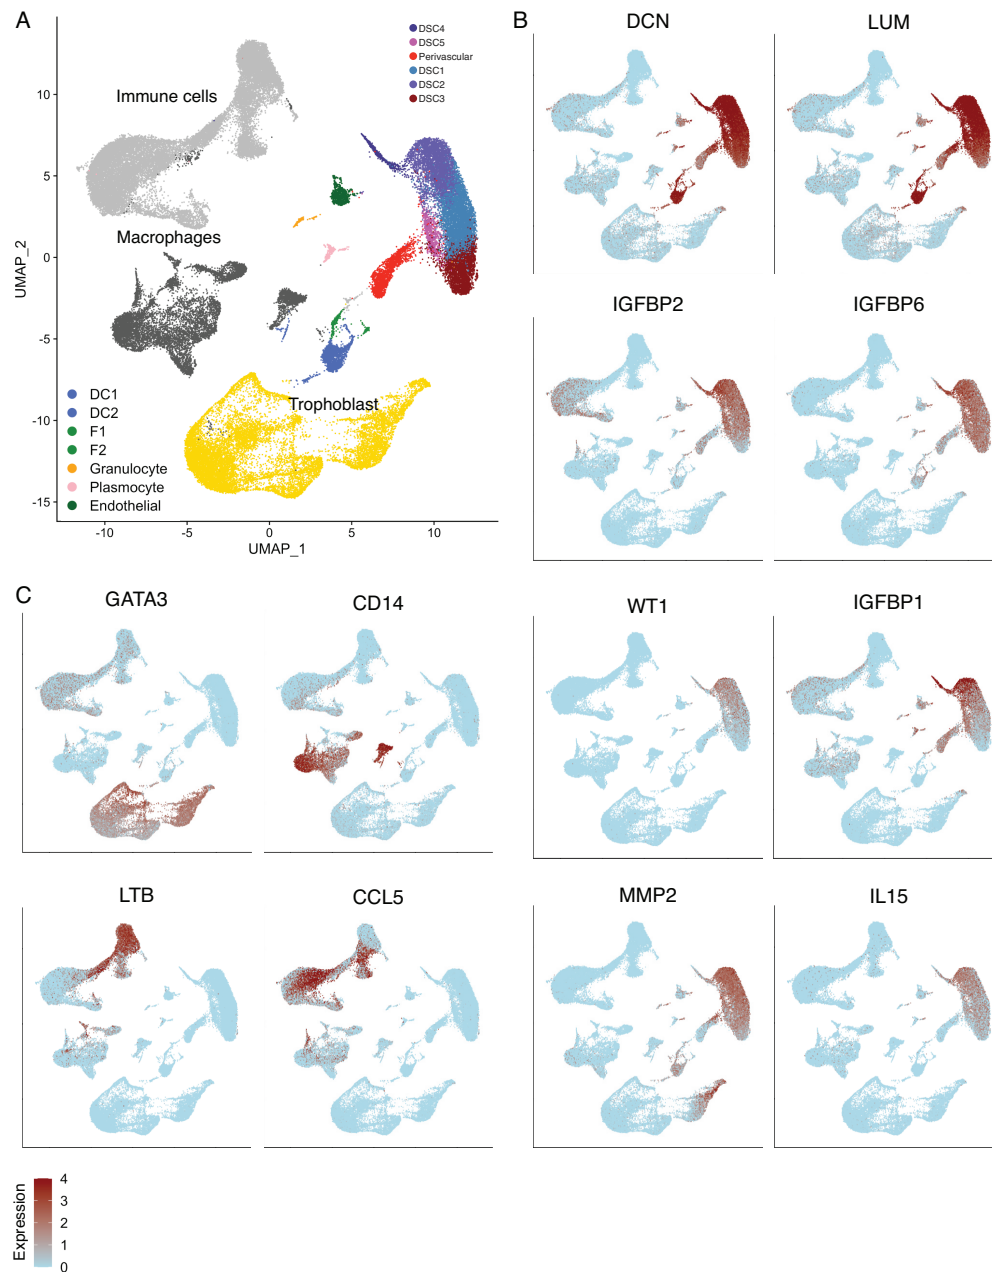 A
DSC4
DSC5
Perivascular
DSC1
DSC2
DSC3
Immune cells
Macrophages
Trophoblast
DC1
DC2
F1
F2
Granulocyte
Plasmocyte
Endothelial
UMAP_2
10
5
0
-5
-10
-15
-10
-5
0
5
10
UMAP_1
B
DCN
LUM
IGFBP2
IGFBP6
WT1
IGFBP1
MMP2
IL15
C
GATA3
CD14
LTB
CCL5
Expression
4
3
2
1
0